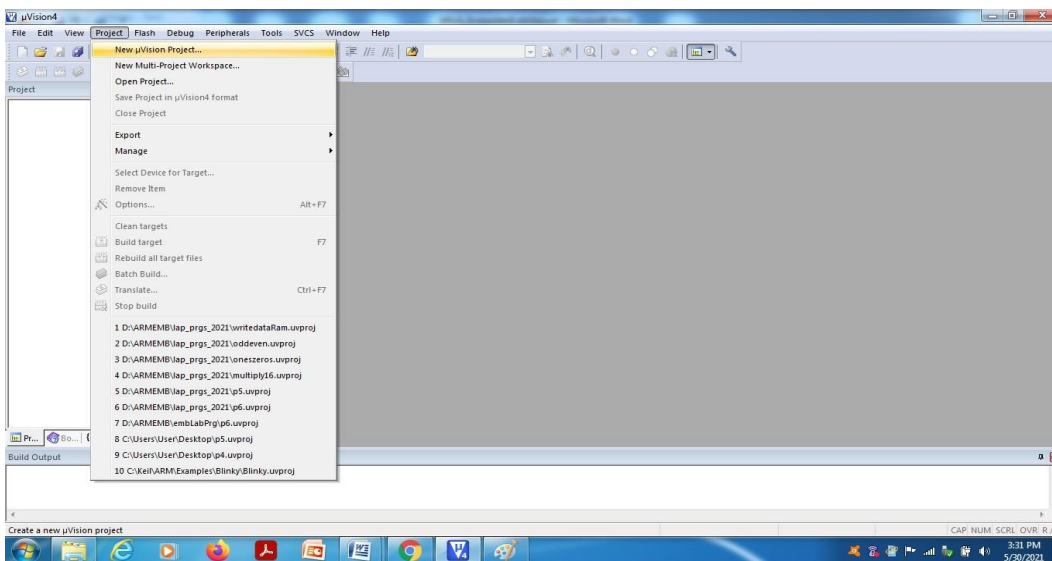 µVision4
File Edit View Project Flash Debug Peripherals Tools SVCS Window Help
Project
New µVision Project...
New Multi-Project Workspace...
Open Project...
Save Project in µVision4 format
Close Project
Export
Manage
Select Device for Target...
Remove Item
Options... Alt+F7
Clean targets
Build target F7
Rebuild all target files
Batch Build...
Translate... Ctrl+F7
Stop build
1 D:\ARMEMB\lap_prgs_2021\writedataRam.uvproj
2 D:\ARMEMB\lap_prgs_2021\oddeven.uvproj
3 D:\ARMEMB\lap_prgs_2021\oneszeros.uvproj
4 D:\ARMEMB\lap_prgs_2021\multiply16.uvproj
5 D:\ARMEMB\lap_prgs_2021\p5.uvproj
6 D:\ARMEMB\lap_prgs_2021\p6.uvproj
7 D:\ARMEMB\embLabPrg\p6.uvproj
8 C:\Users\User\Desktop\p5.uvproj
9 C:\Users\User\Desktop\p4.uvproj
10 C:\Keil\ARM\Examples\Blinky\Blinky.uvproj
Pr... Bo...
Build Output
Create a new µVision project CAP NUM SCRL OVR R
3:31 PM
5/30/2021